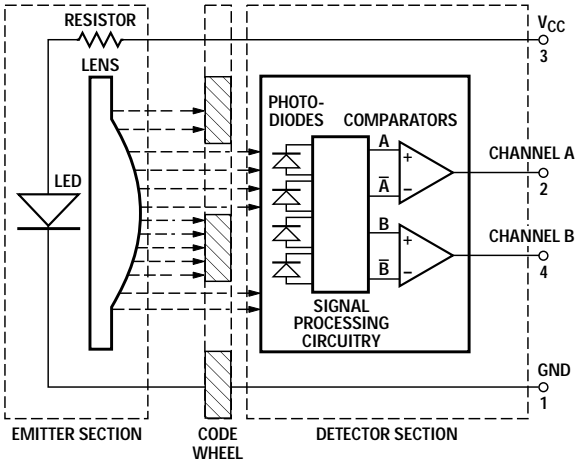 RESISTOR
LENS
LED
EMITTER SECTION
CODE
WHEEL
PHOTO-
DIODES
COMPARATORS
A
+
A̅
–
B
+
B̅
–
SIGNAL
PROCESSING
CIRCUITRY
DETECTOR SECTION
VCC
3
CHANNEL A
2
CHANNEL B
4
GND
1